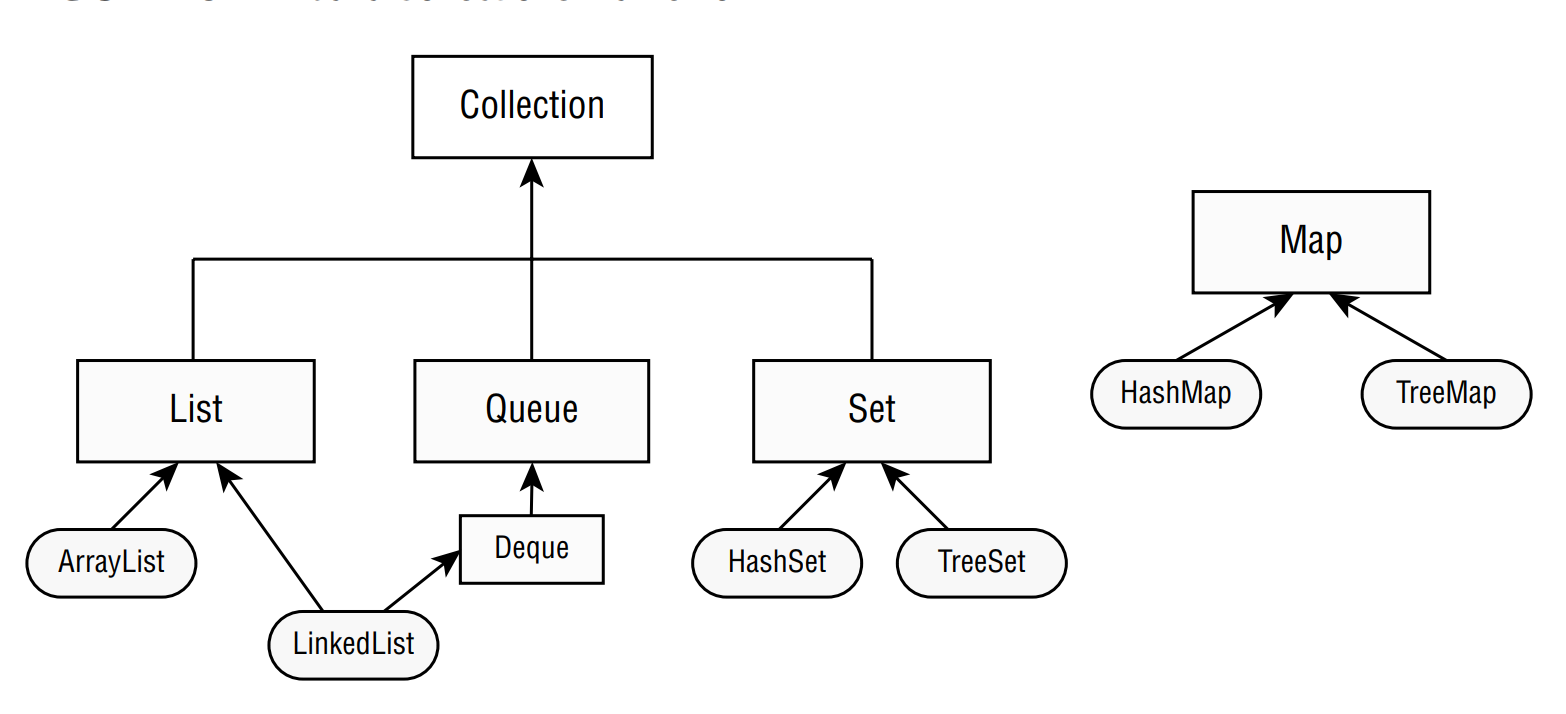 Collection
Map
HashMap
TreeMap
List
Queue
Set
ArrayList
Deque
HashSet
TreeSet
LinkedList